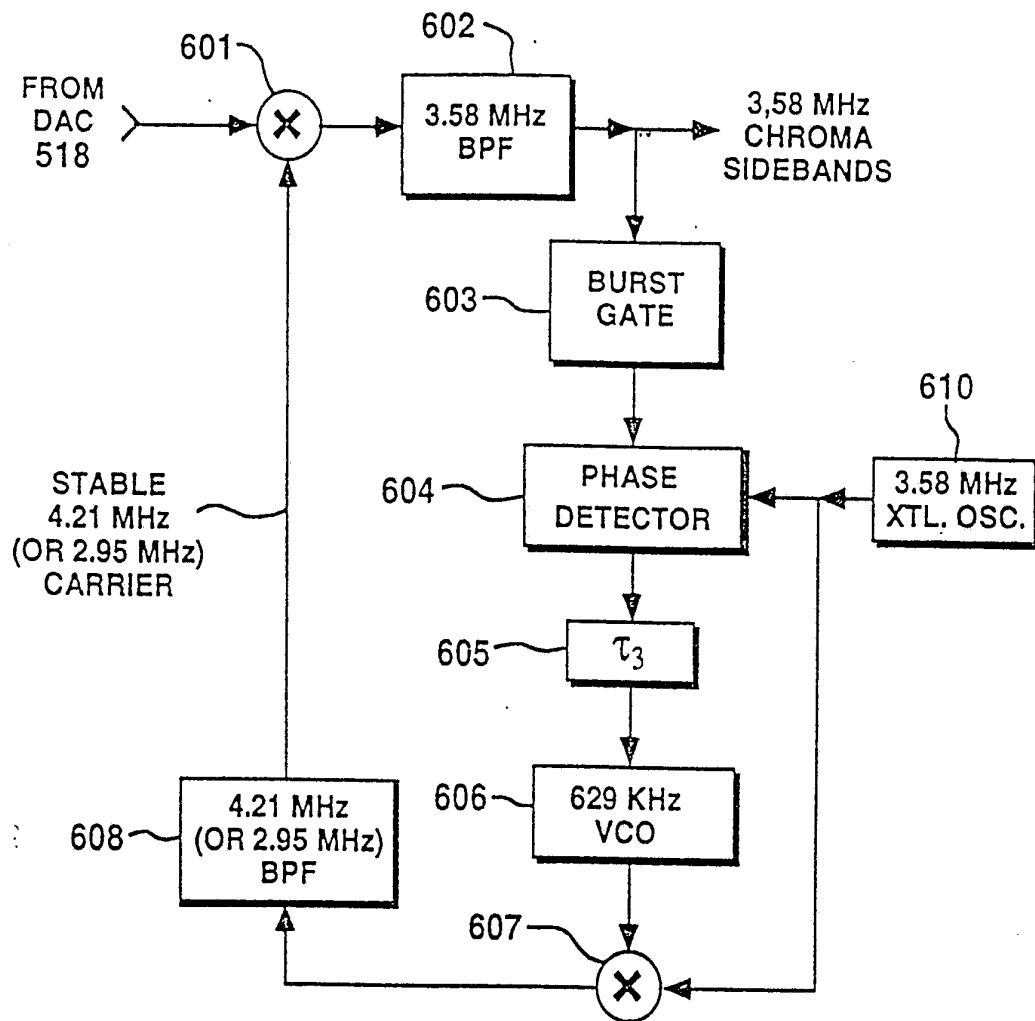 601
602
FROM
DAC
518
3.58 MHz
BPF
3,58 MHz
CHROMA
SIDEBANDS
603
BURST
GATE
610
604
PHASE
DETECTOR
3.58 MHz
XTL. OSC.
STABLE
4.21 MHz
(OR 2.95 MHz)
CARRIER
605
τ3
606
629 KHz
VCO
608
4.21 MHz
(OR 2.95 MHz)
BPF
607